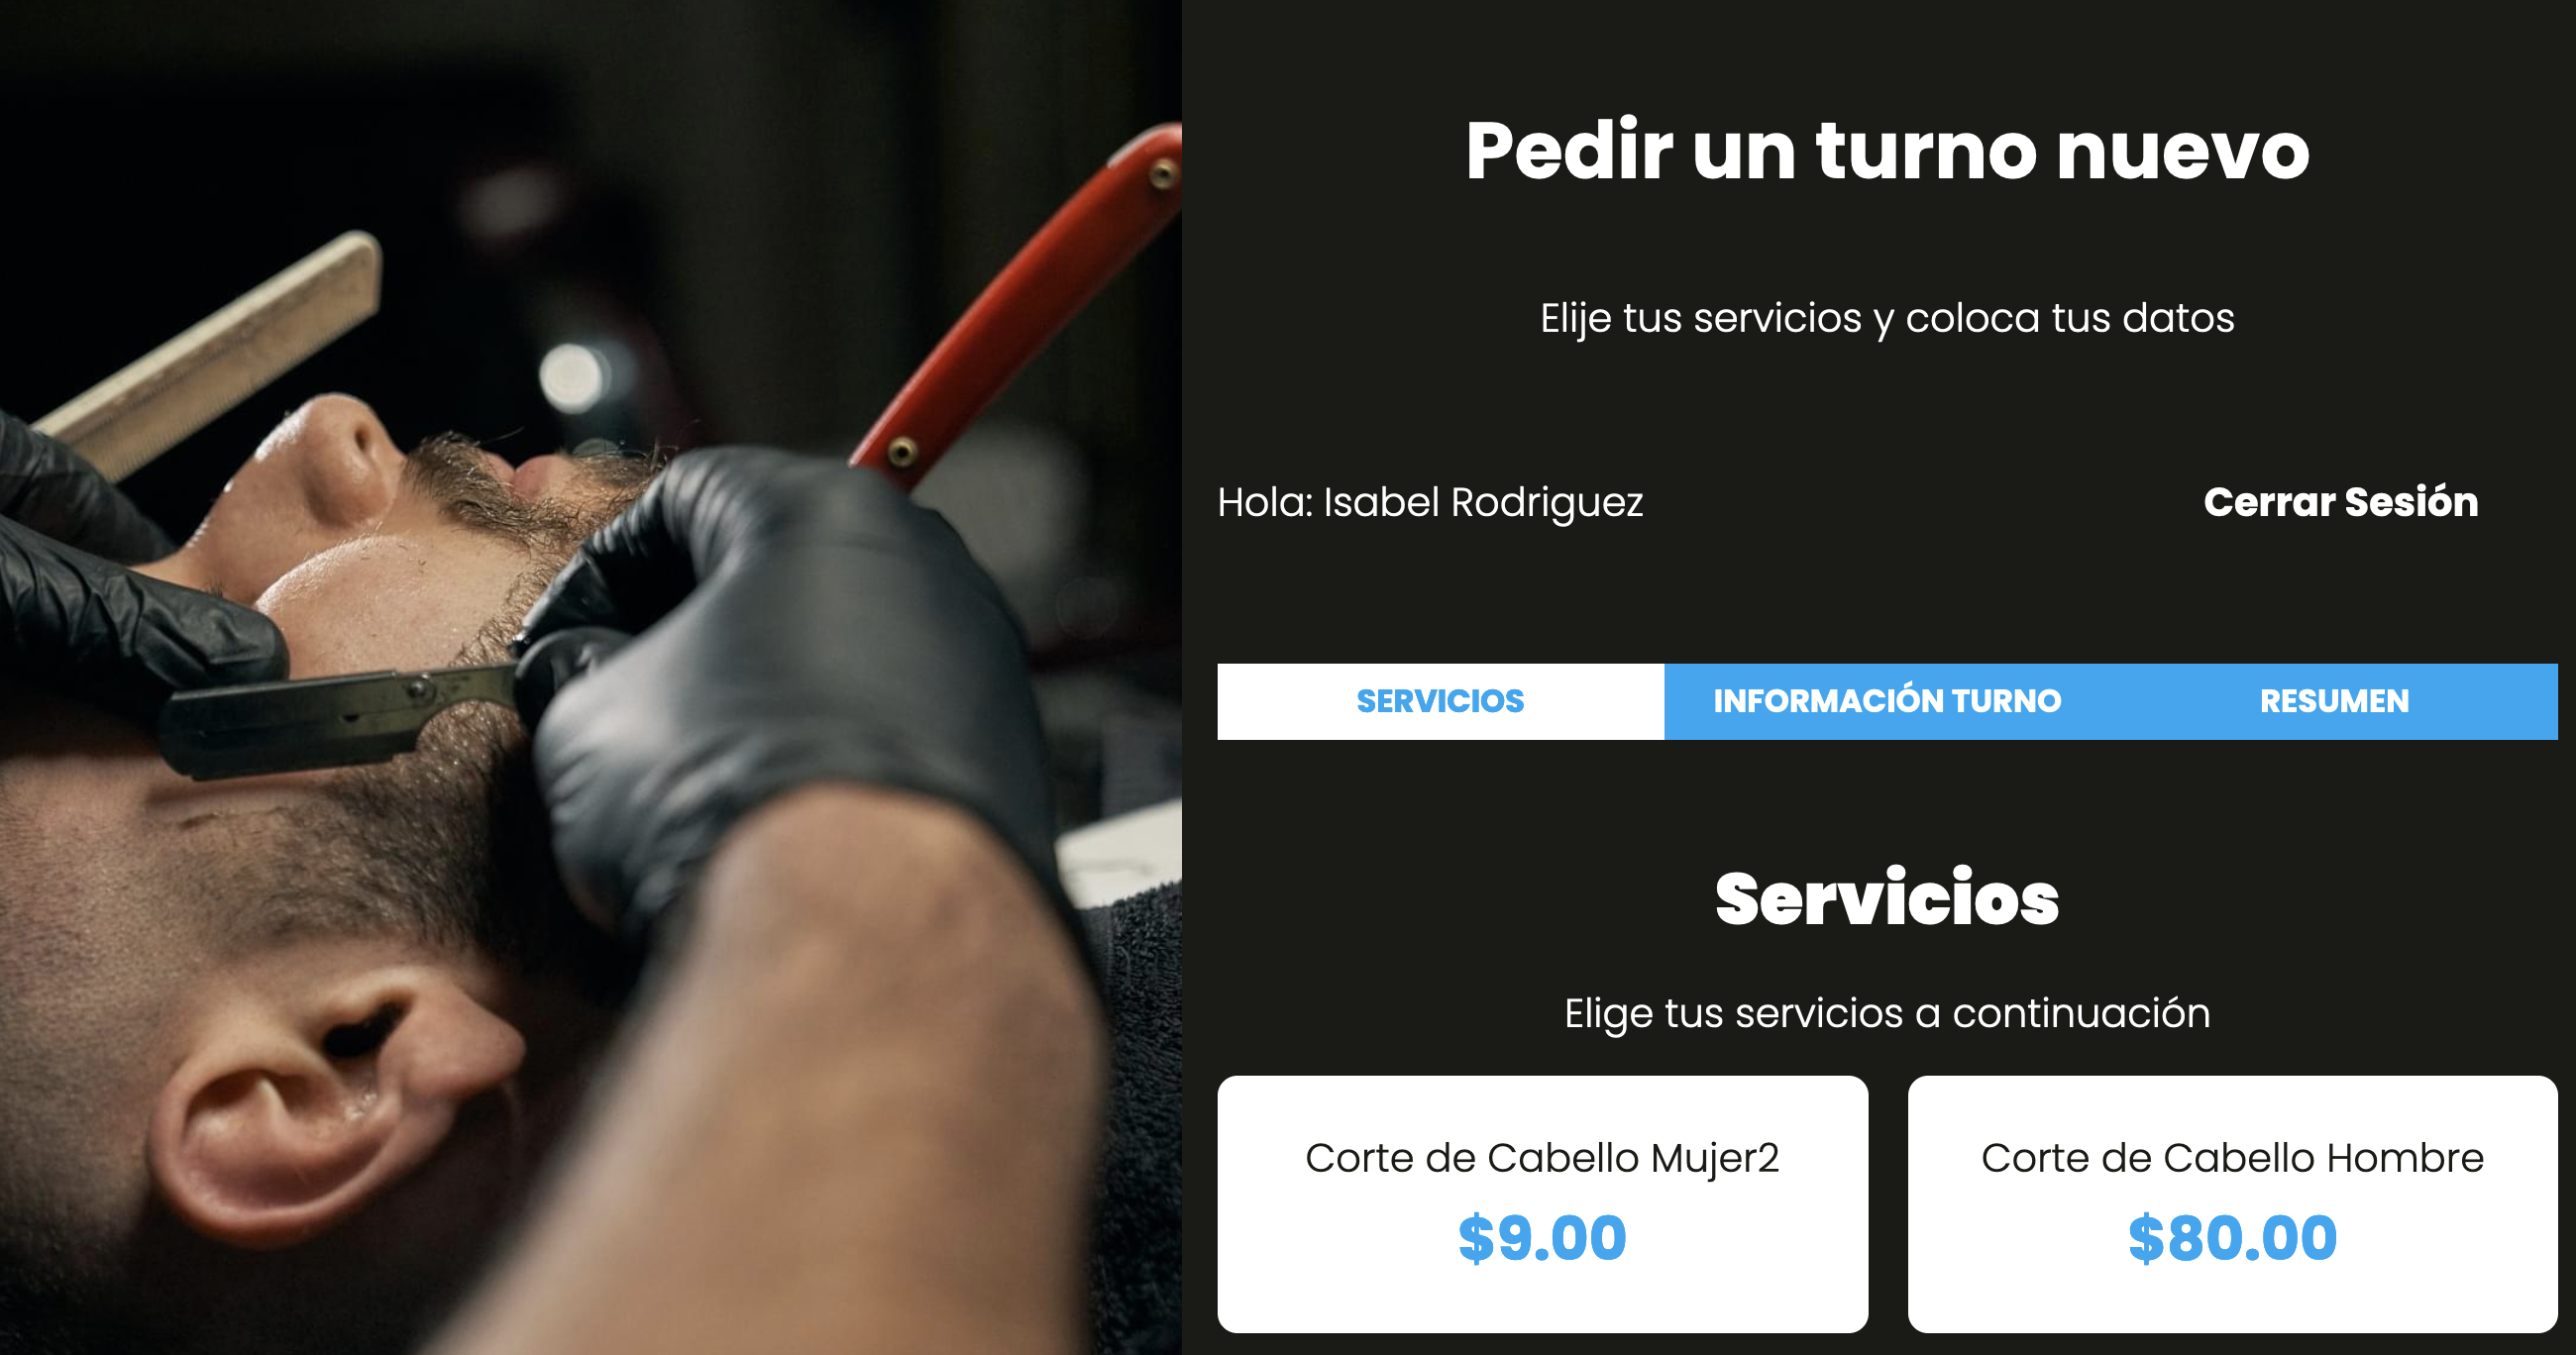 Pedir un turno nuevo
Elije tus servicios y coloca tus datos
Hola: Isabel Rodriguez
Cerrar Sesión
SERVICIOS
INFORMACIÓN TURNO
RESUMEN
Servicios
Elige tus servicios a continuación
Corte de Cabello Mujer2
$9.00
Corte de Cabello Hombre
$80.00